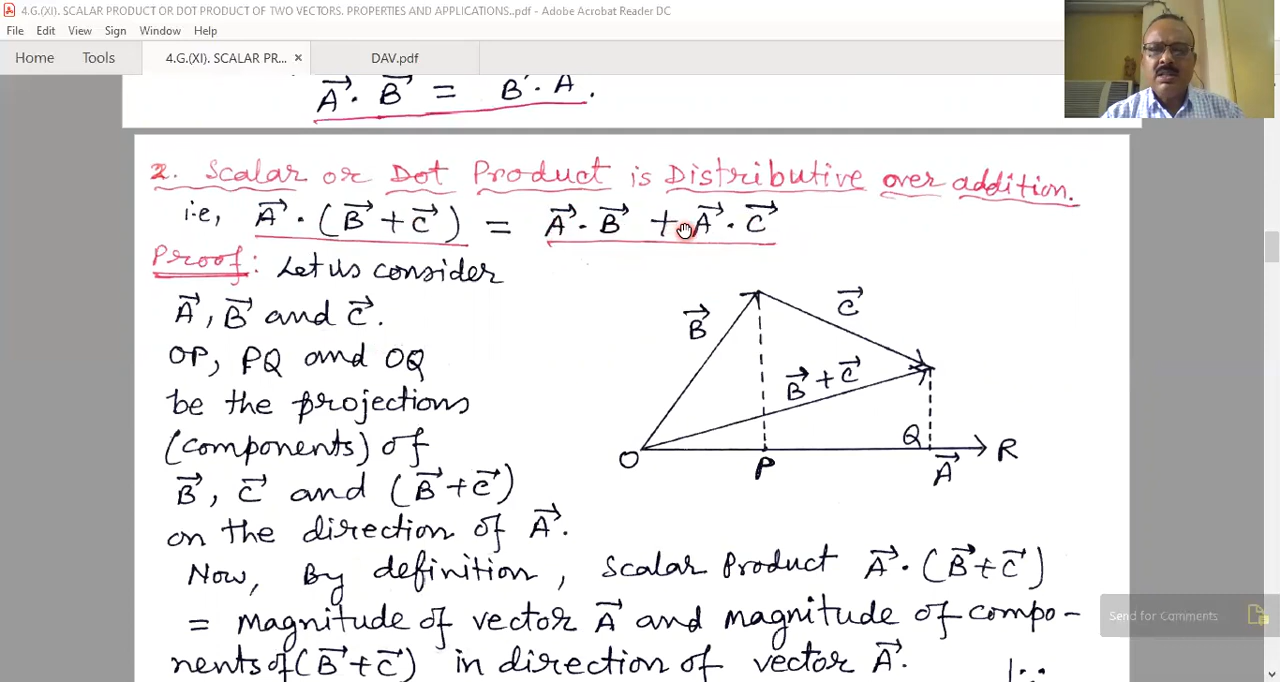 4.G.(XI). SCALAR PRODUCT OR DOT PRODUCT OF TWO VECTORS. PROPERTIES AND APPLICATIONS..pdf - Adobe Acrobat Reader DC
File Edit View Sign Window Help
Home Tools 4.G.(XI). SCALAR PR... × DAV.pdf
A⃗ · B⃗ = B⃗ · A⃗.
2. Scalar or Dot Product is Distributive over addition.
i.e, A⃗ · (B⃗ + C⃗) = A⃗ · B⃗ + A⃗ · C⃗
Proof: Let us consider
A⃗, B⃗ and C⃗.
OP, PQ and OQ
be the projections
(components) of
B⃗, C⃗ and (B⃗ + C⃗)
on the direction of A⃗.
B⃗
C⃗
B⃗ + C⃗
O
P
Q
R
A⃗
Now, By definition, Scalar Product A⃗ · (B⃗ + C⃗)
= magnitude of vector A⃗ and magnitude of compo-
nents of (B⃗ + C⃗) in direction of vector A⃗.
Send for Comments